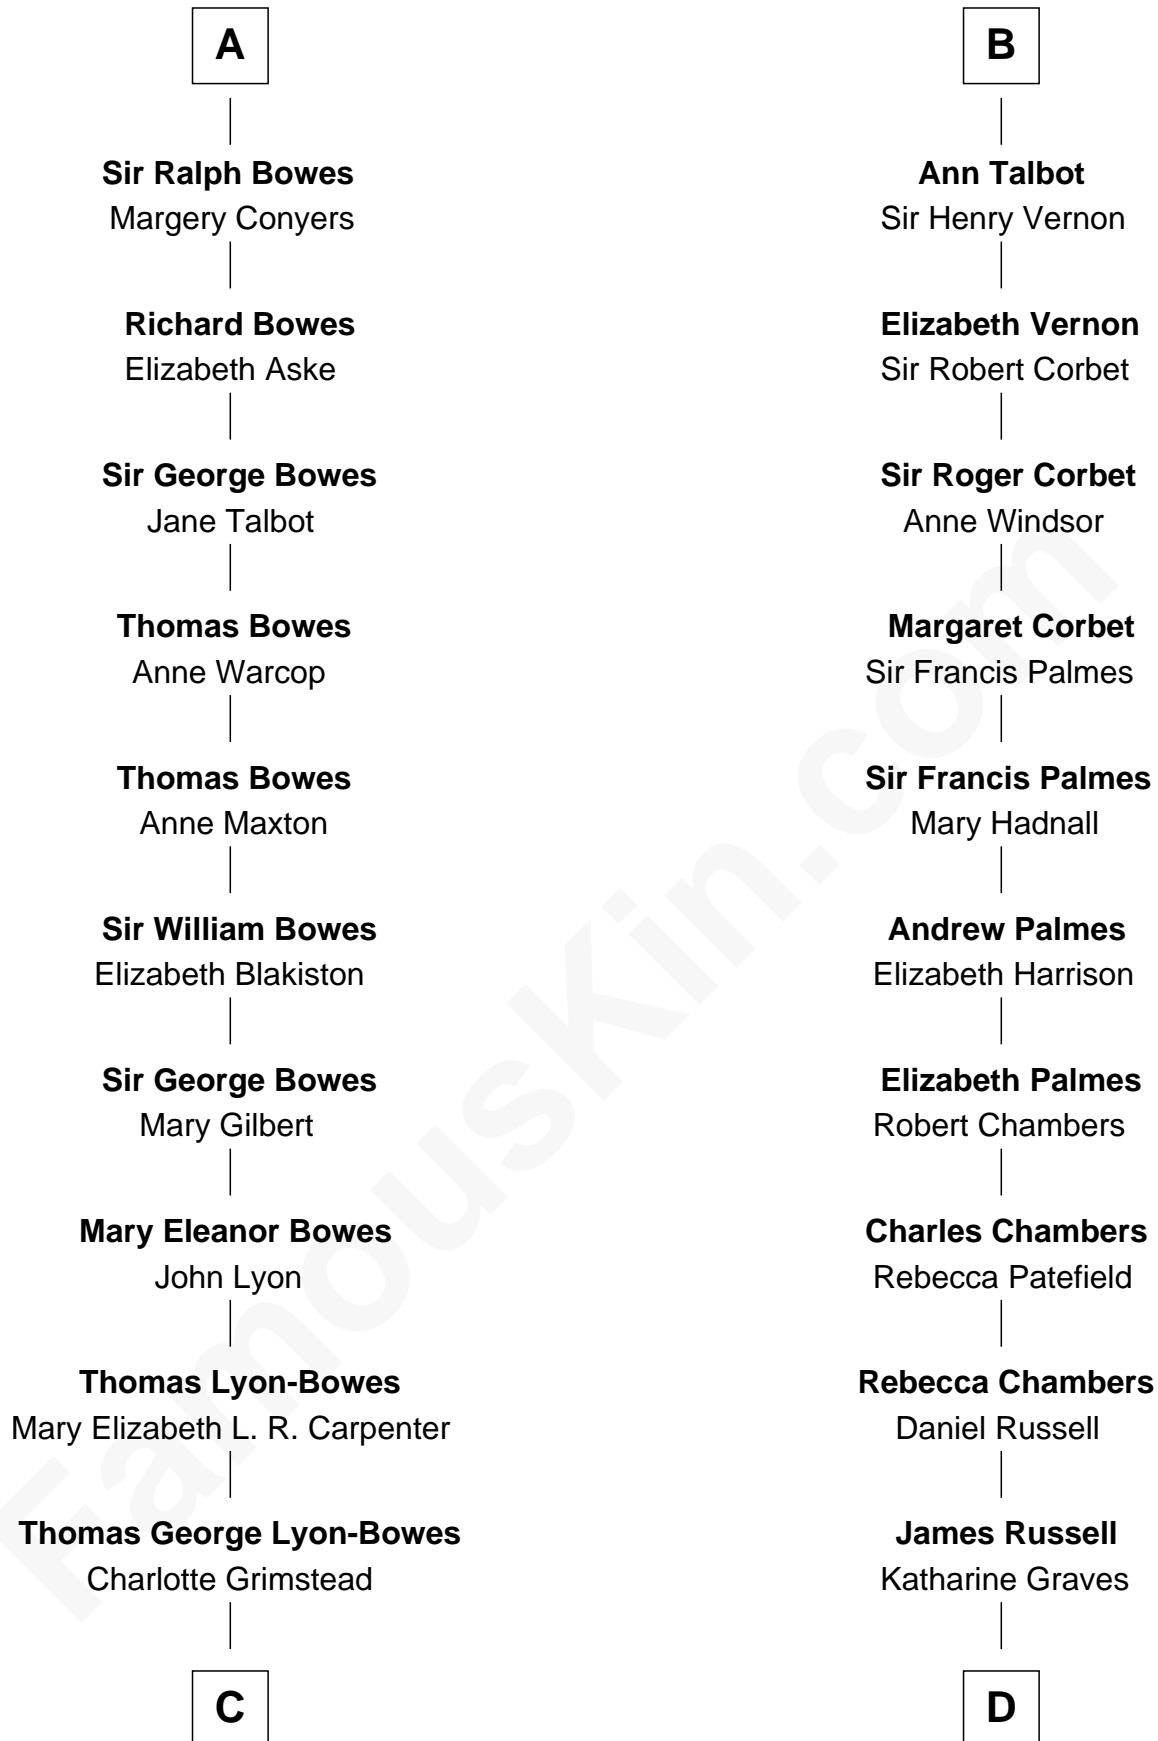 A
Sir Ralph Bowes
Margery Conyers
Richard Bowes
Elizabeth Aske
Sir George Bowes
Jane Talbot
Thomas Bowes
Anne Warcop
Thomas Bowes
Anne Maxton
Sir William Bowes
Elizabeth Blakiston
Sir George Bowes
Mary Gilbert
Mary Eleanor Bowes
John Lyon
Thomas Lyon-Bowes
Mary Elizabeth L. R. Carpenter
Thomas George Lyon-Bowes
Charlotte Grimstead
C
B
Ann Talbot
Sir Henry Vernon
Elizabeth Vernon
Sir Robert Corbet
Sir Roger Corbet
Anne Windsor
Margaret Corbet
Sir Francis Palmes
Sir Francis Palmes
Mary Hadnall
Andrew Palmes
Elizabeth Harrison
Elizabeth Palmes
Robert Chambers
Charles Chambers
Rebecca Patefield
Rebecca Chambers
Daniel Russell
James Russell
Katharine Graves
D
FamousKin.com